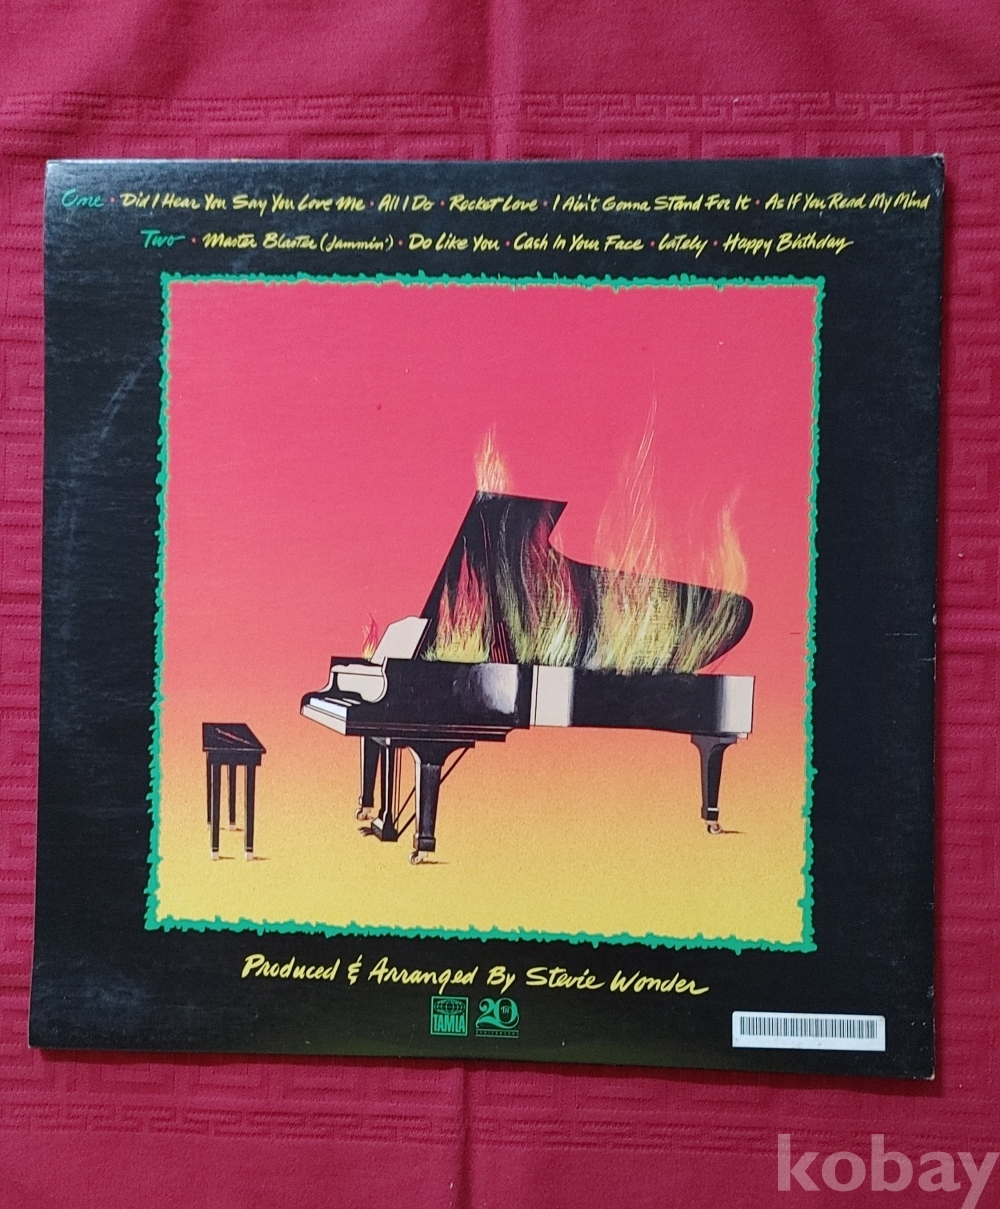 One • Did I Hear You Say You Love Me • All I Do • Rocket Love • I Ain't Gonna Stand For It • As If You Read My Mind
Two • Master Blaster (Jammin') • Do Like You • Cash In Your Face • Lately • Happy Birthday
Produced & Arranged By Stevie Wonder
TAMLA 20TH
kobay